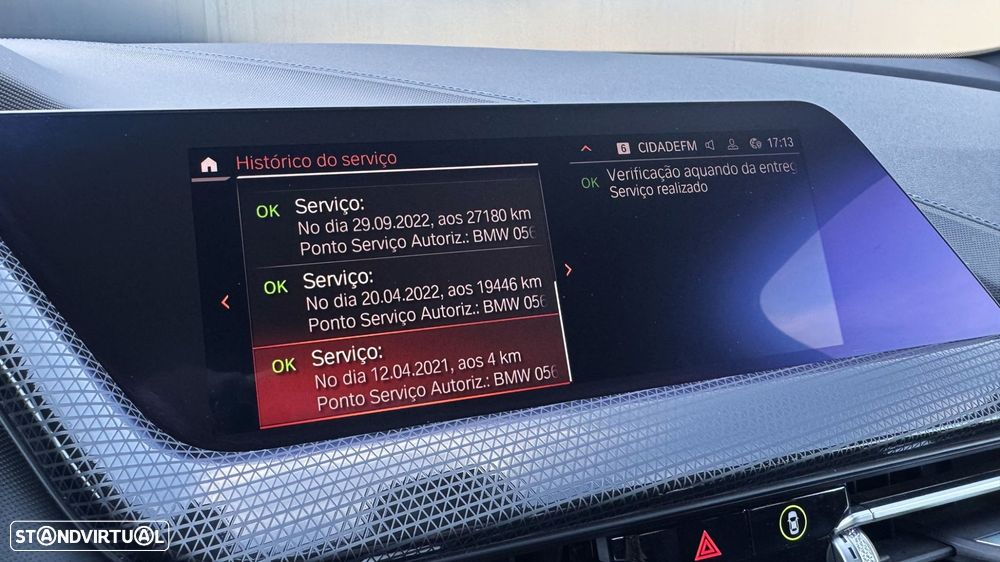 Histórico do serviço
OK Serviço:
No dia 29.09.2022, aos 27180 km
Ponto Serviço Autoriz.: BMW 056
OK Serviço:
No dia 20.04.2022, aos 19446 km
Ponto Serviço Autoriz.: BMW 056
OK Serviço:
No dia 12.04.2021, aos 4 km
Ponto Serviço Autoriz.: BMW 056
6 CIDADEFM 17:13
OK Verificação aquando da entreg
Serviço realizado
STANDVIRTUAL